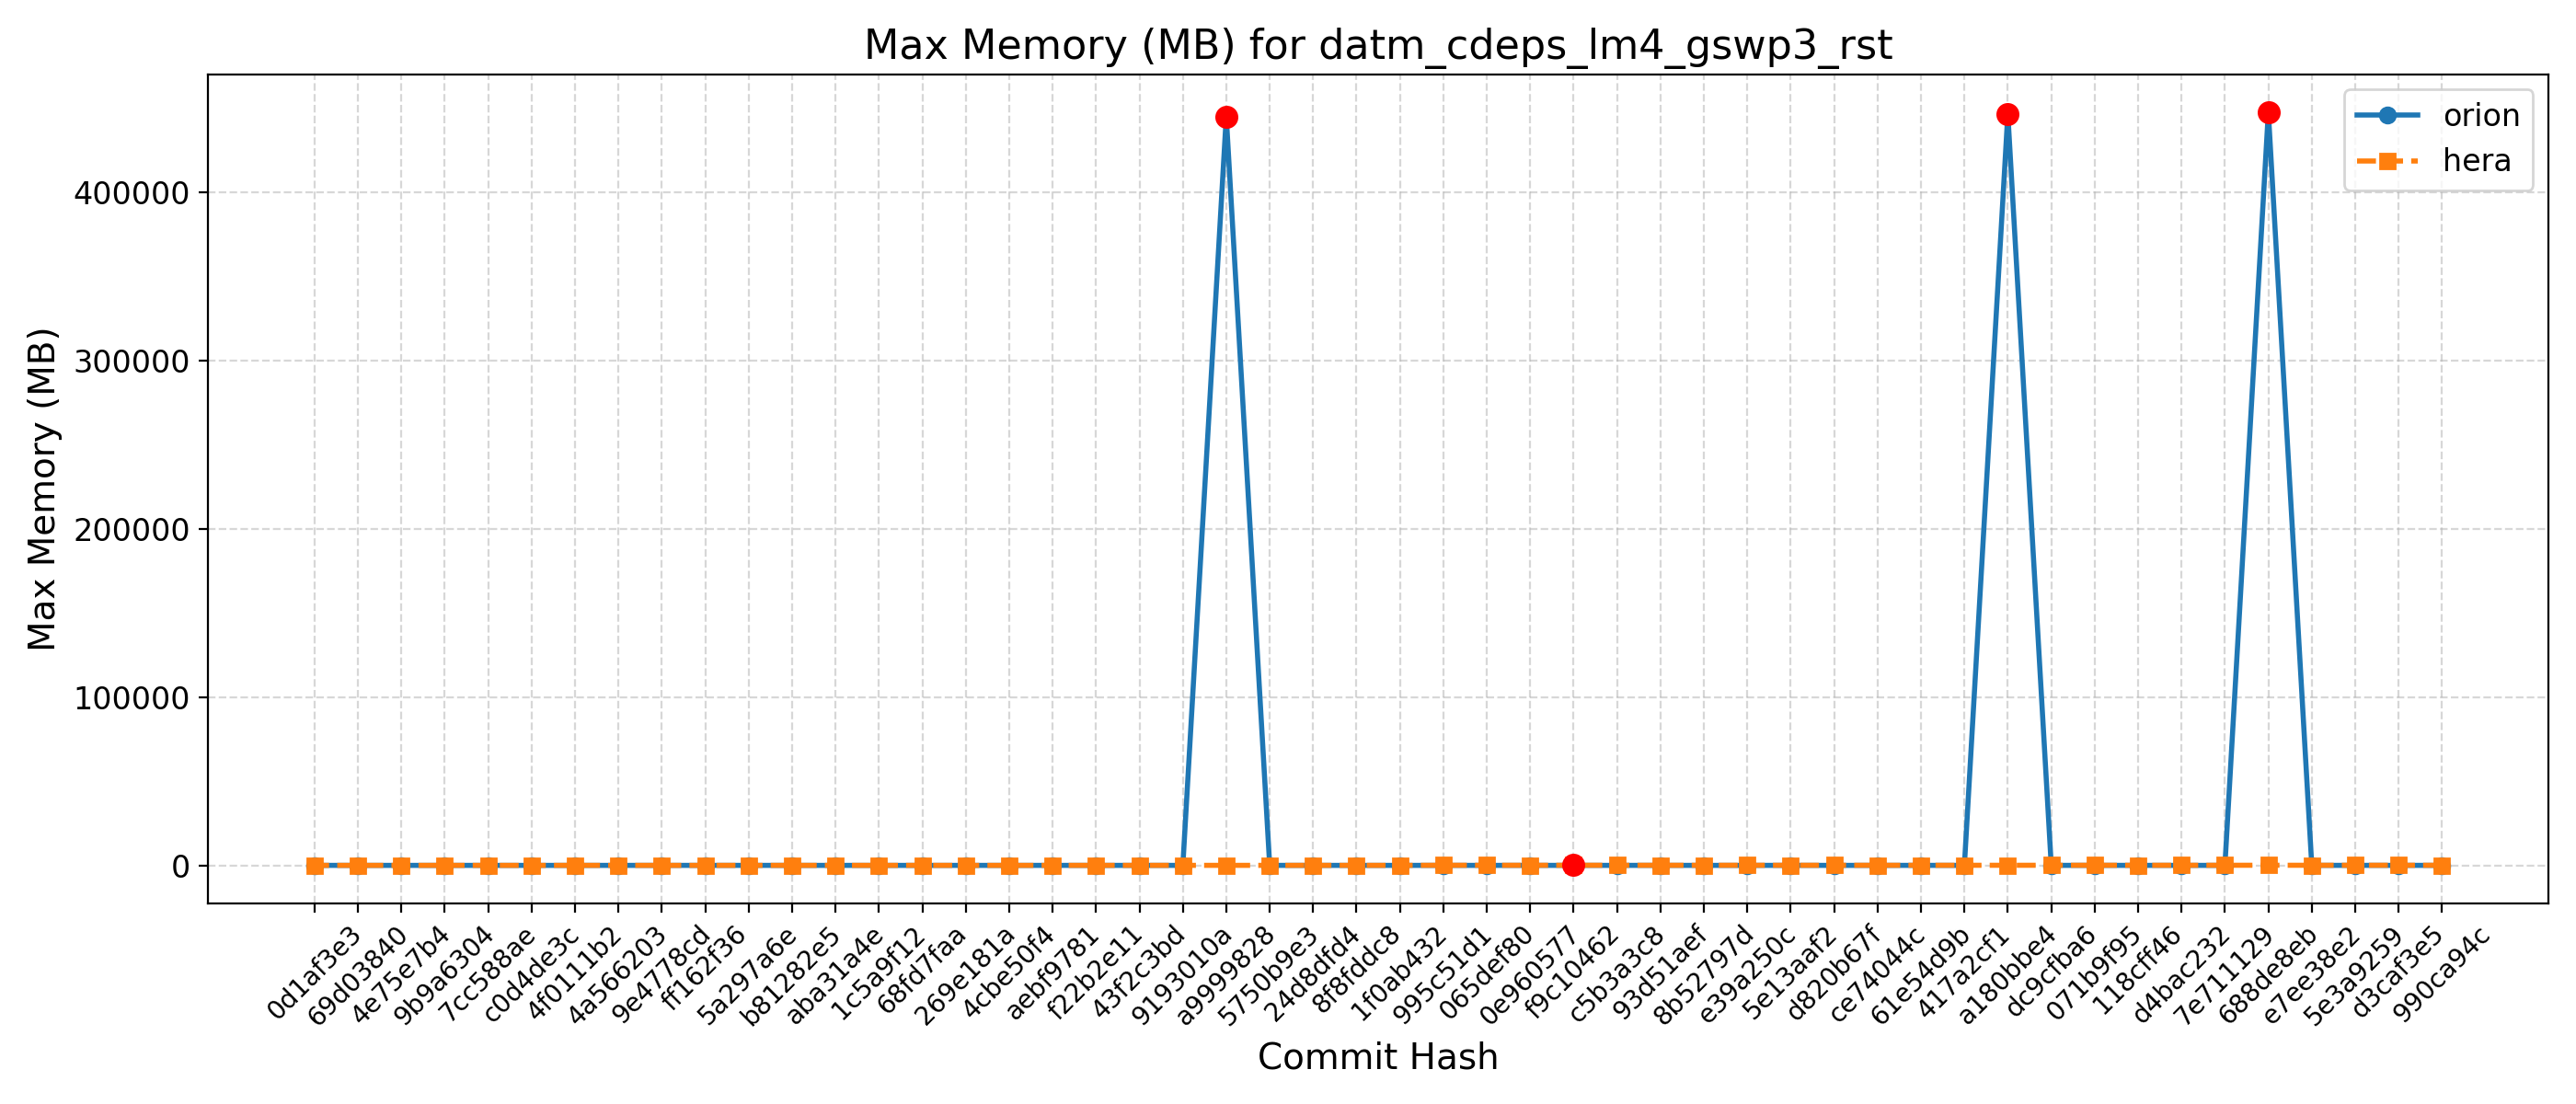 Max Memory (MB) for datm_cdeps_lm4_gswp3_rst
orion
hera
Max Memory (MB)
400000
300000
200000
100000
0
0d1af3e3
69d03840
4e75e7b4
9b9a6304
7cc588ae
c0d4de3c
4f0111b2
4a566203
9e4778cd
ff162f36
5a297a6e
b81282e5
aba31a4e
1c5a9f12
68fd7faa
269e181a
4cbe50f4
aebf9781
f22b2e11
43f2c3bd
9193010a
a9999828
5750b9e3
24d8dfd4
8f8fddc8
1f0ab432
995c51d1
065def80
0e960577
f9c10462
c5b3a3c8
93d51aef
8b52797d
e39a250c
5e13aaf2
d820b67f
ce74044c
61e54d9b
417a2cf1
a180bbe4
dc9cfba6
071b9f95
118cff46
d4bac232
7e711129
688de8eb
e7ee38e2
5e3a9259
d3caf3e5
990ca94c
Commit Hash